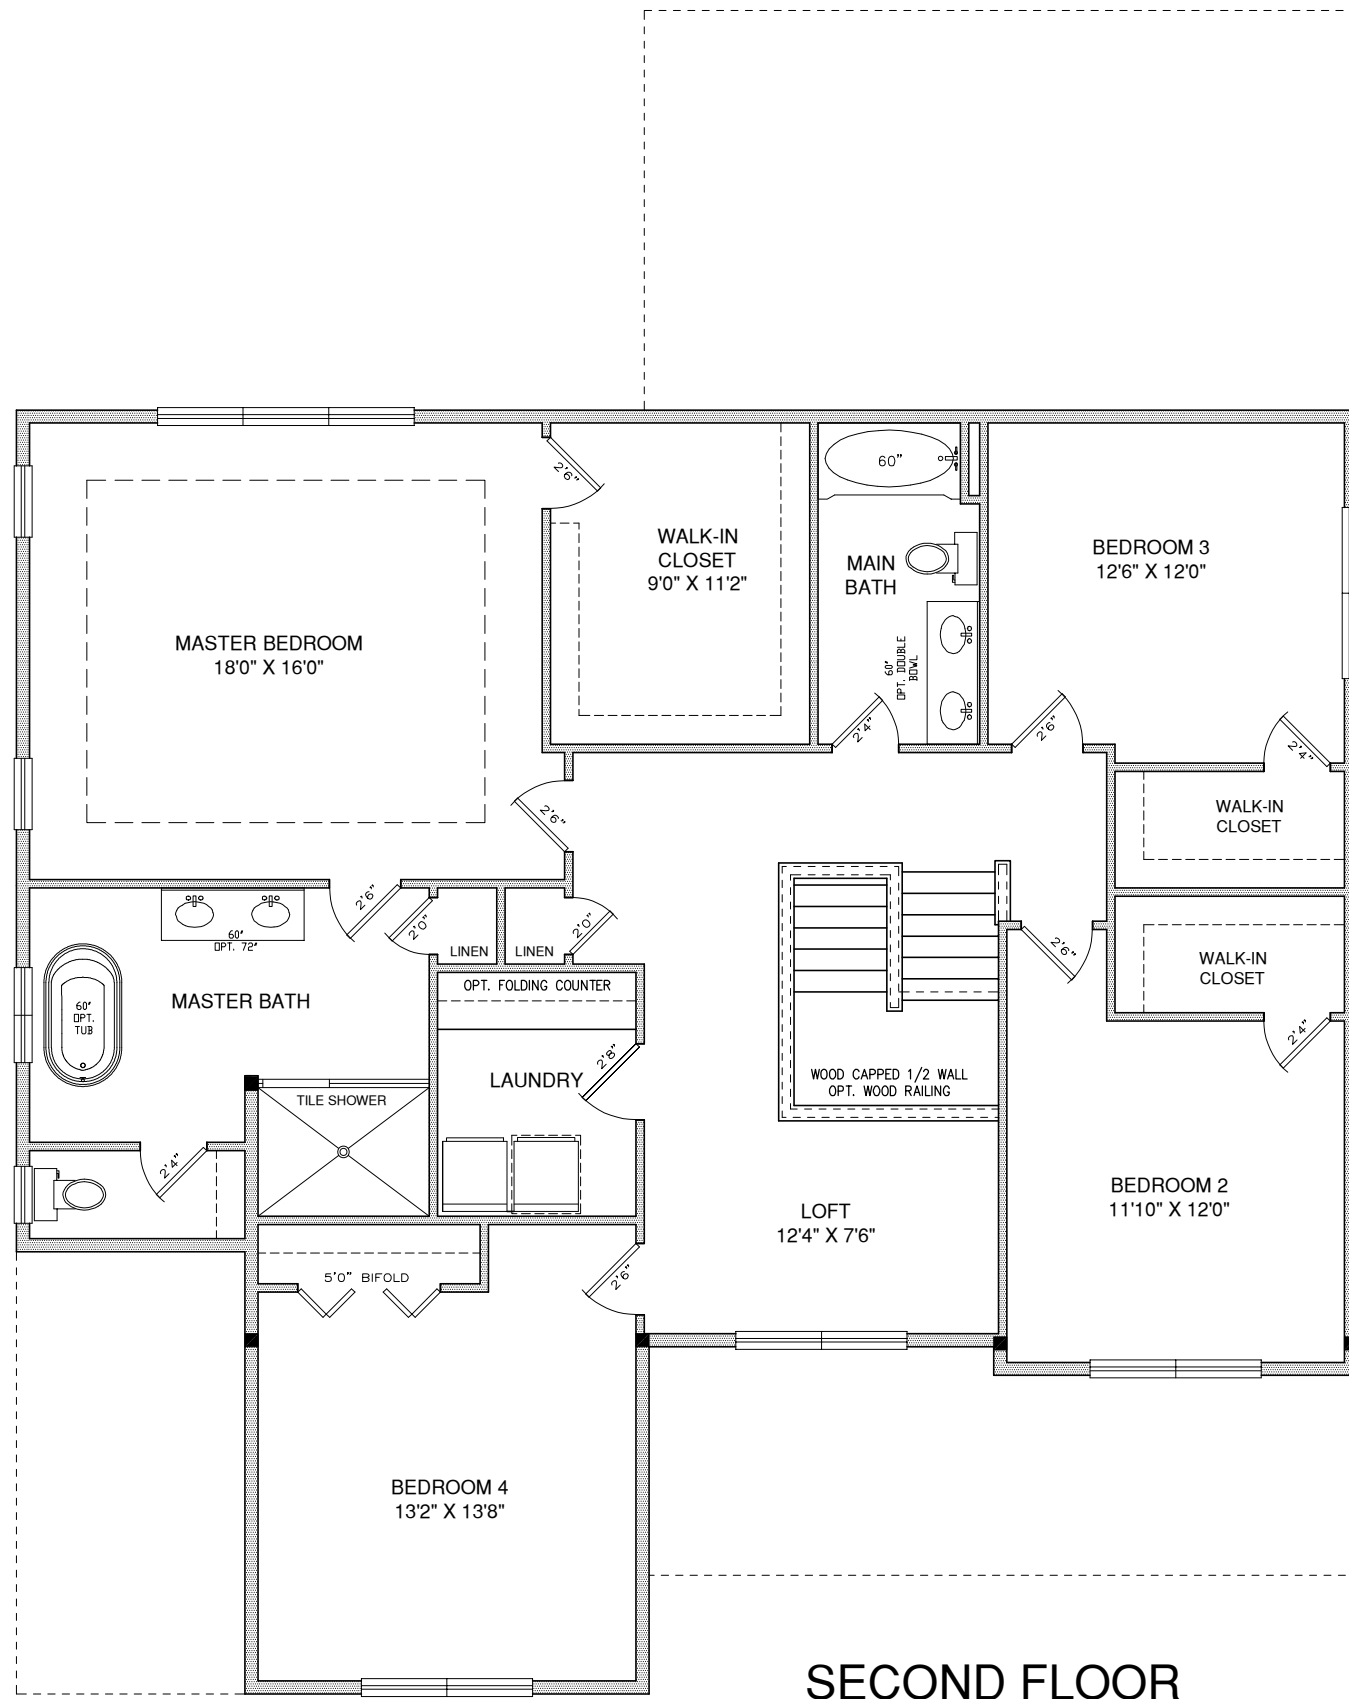 2'6"
60"
WALK-IN
CLOSET
9'0" X 11'2"
MAIN
BATH
BEDROOM 3
12'6" X 12'0"
MASTER BEDROOM
18'0" X 16'0"
60"
OPT. DOUBLE
BOWL
2'4"
2'6"
2'4"
2'6"
WALK-IN
CLOSET
2'6"
2'0"
2'0"
60"
OPT. 72"
LINEN
LINEN
2'6"
WALK-IN
CLOSET
OPT. FOLDING COUNTER
MASTER BATH
60"
OPT.
TUB
2'8"
2'4"
LAUNDRY
WOOD CAPPED 1/2 WALL
OPT. WOOD RAILING
TILE SHOWER
2'4"
BEDROOM 2
11'10" X 12'0"
LOFT
12'4" X 7'6"
5'0" BIFOLD
2'6"
BEDROOM 4
13'2" X 13'8"
SECOND FLOOR